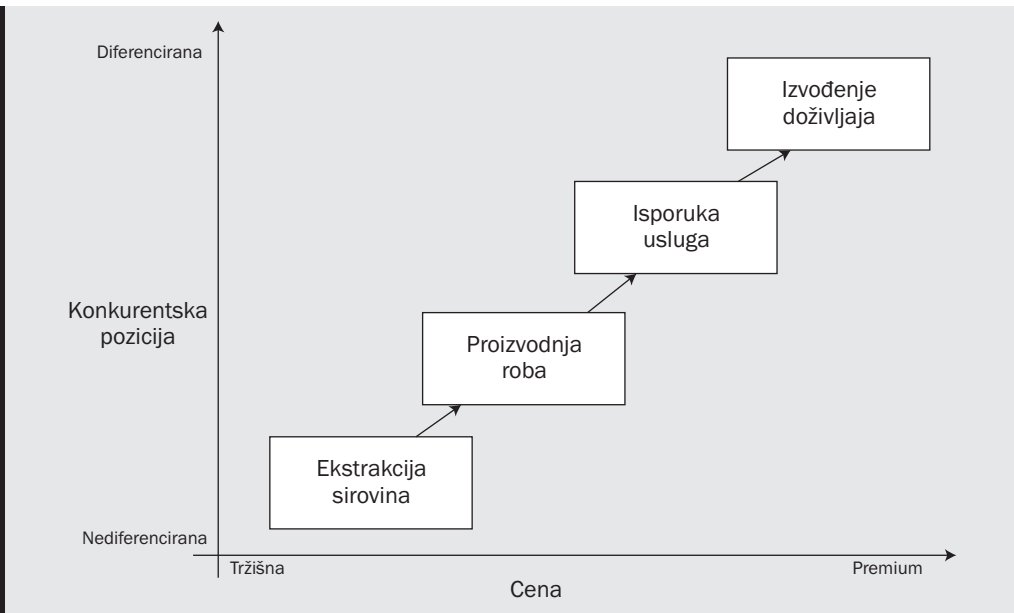 Diferencirana
Izvođenje
doživljaja
Isporuka
usluga
Konkurentska
pozicija
Proizvodnja
roba
Ekstrakcija
sirovina
Nediferencirana
Tržišna
Premium
Cena